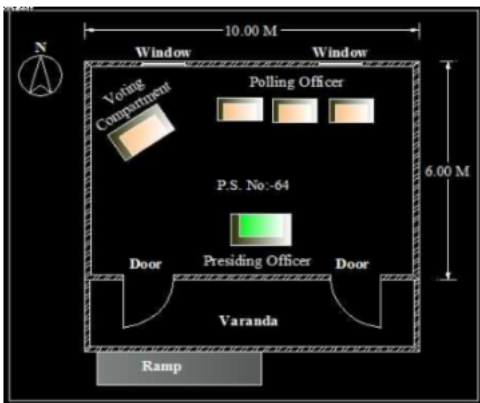 10.00 M
N
Window
Window
Voting
Compartment
Polling Officer
6.00 M
P.S. No:-64
Door
Presiding Officer
Door
Varanda
Ramp